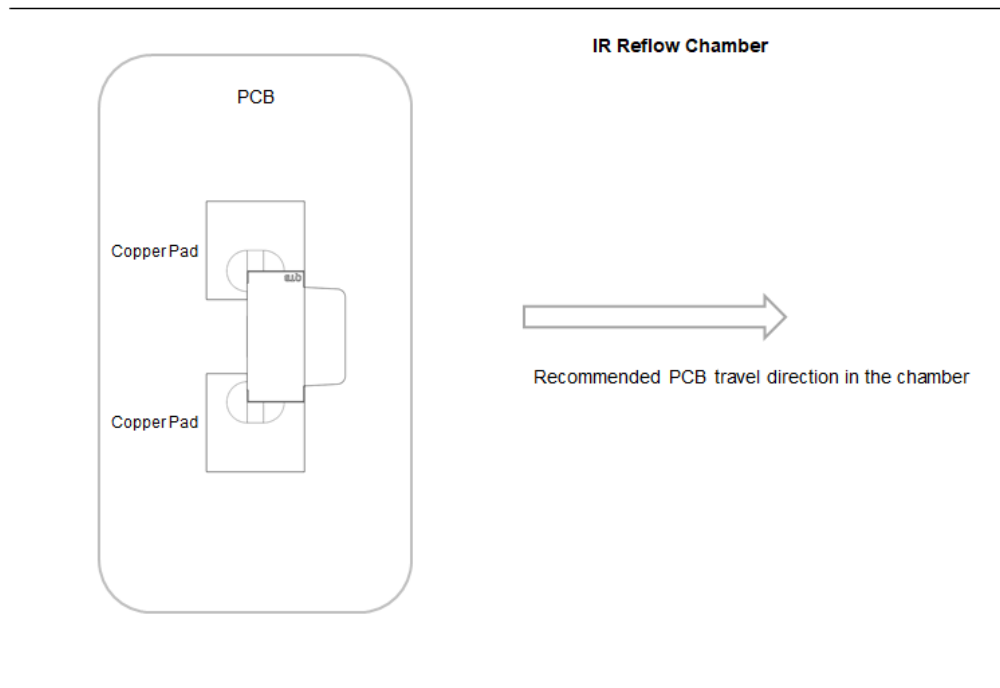 IR Reflow Chamber
PCB
Copper Pad
Recommended PCB travel direction in the chamber
Copper Pad